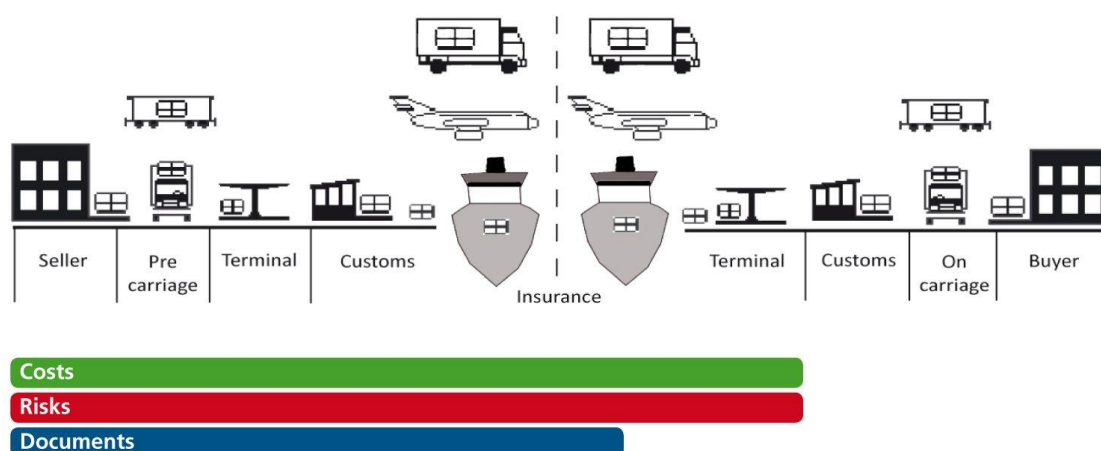 Seller
Pre
carriage
Terminal
Customs
Insurance
Terminal
Customs
On
carriage
Buyer
Costs
Risks
Documents